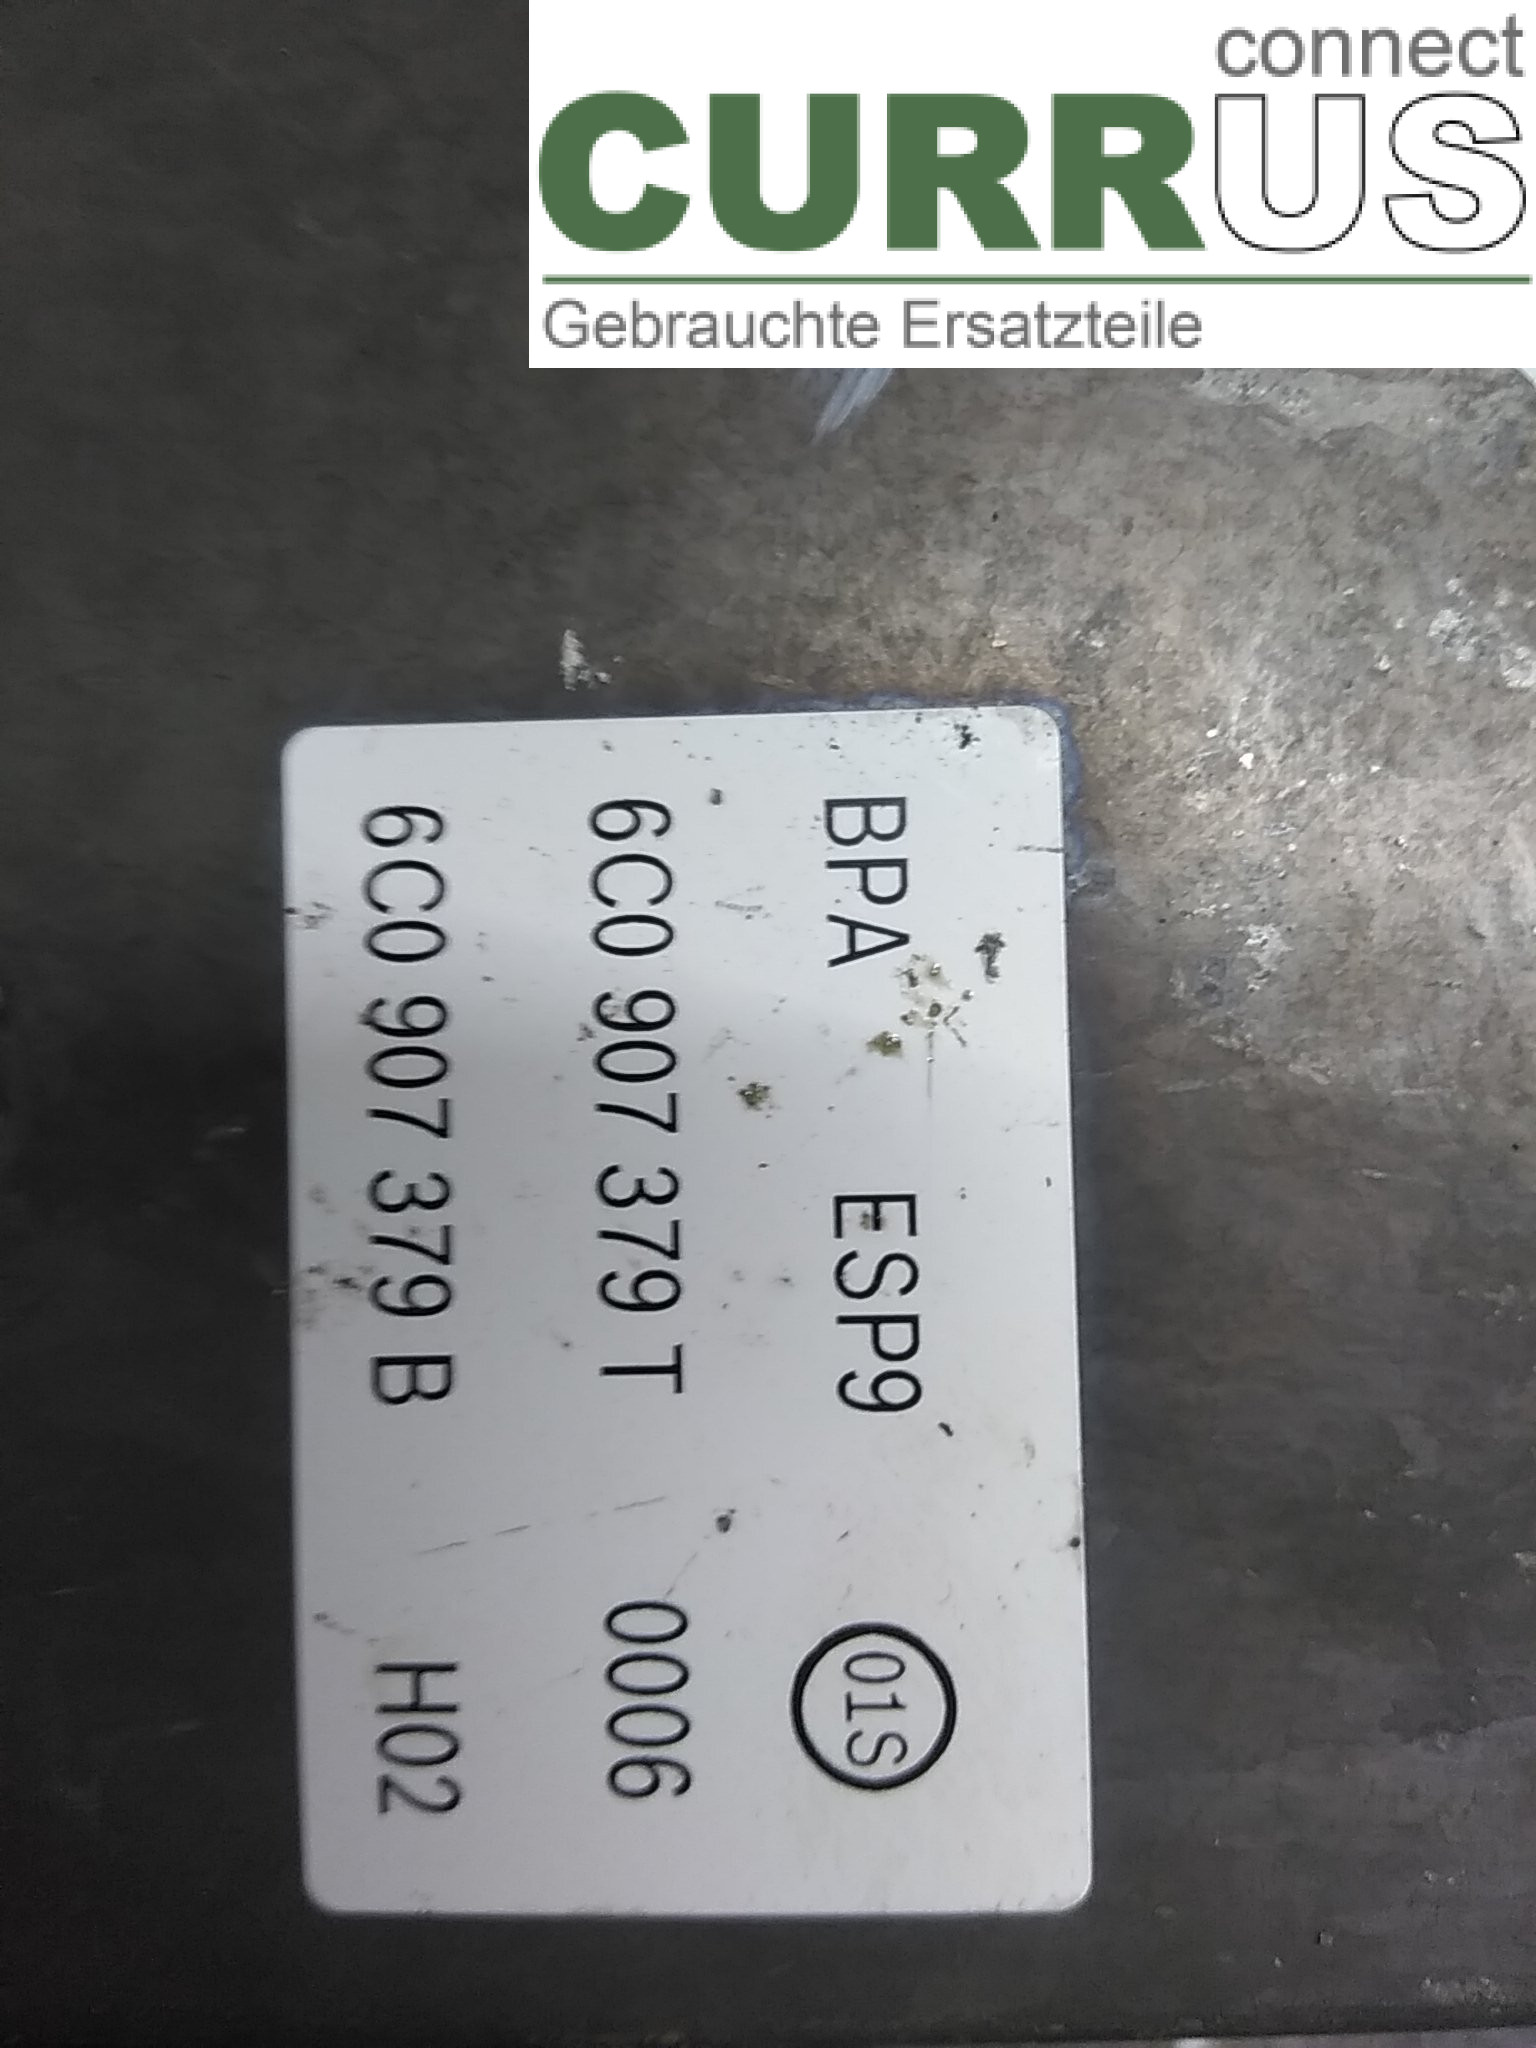 connect
CURRUS
Gebrauchte Ersatzteile
BPA ESP9 01S
6C0 907 379 T 0006
6C0 907 379 B H02